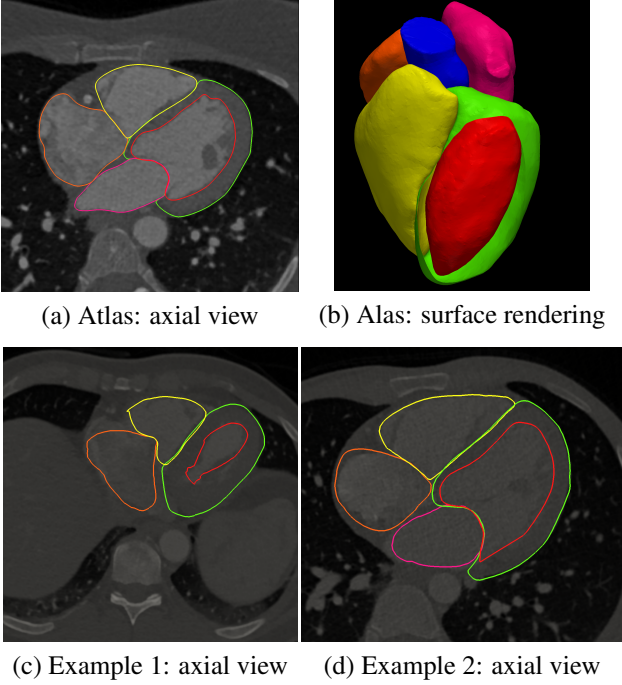 (a) Atlas: axial view
(b) Alas: surface rendering
(c) Example 1: axial view
(d) Example 2: axial view